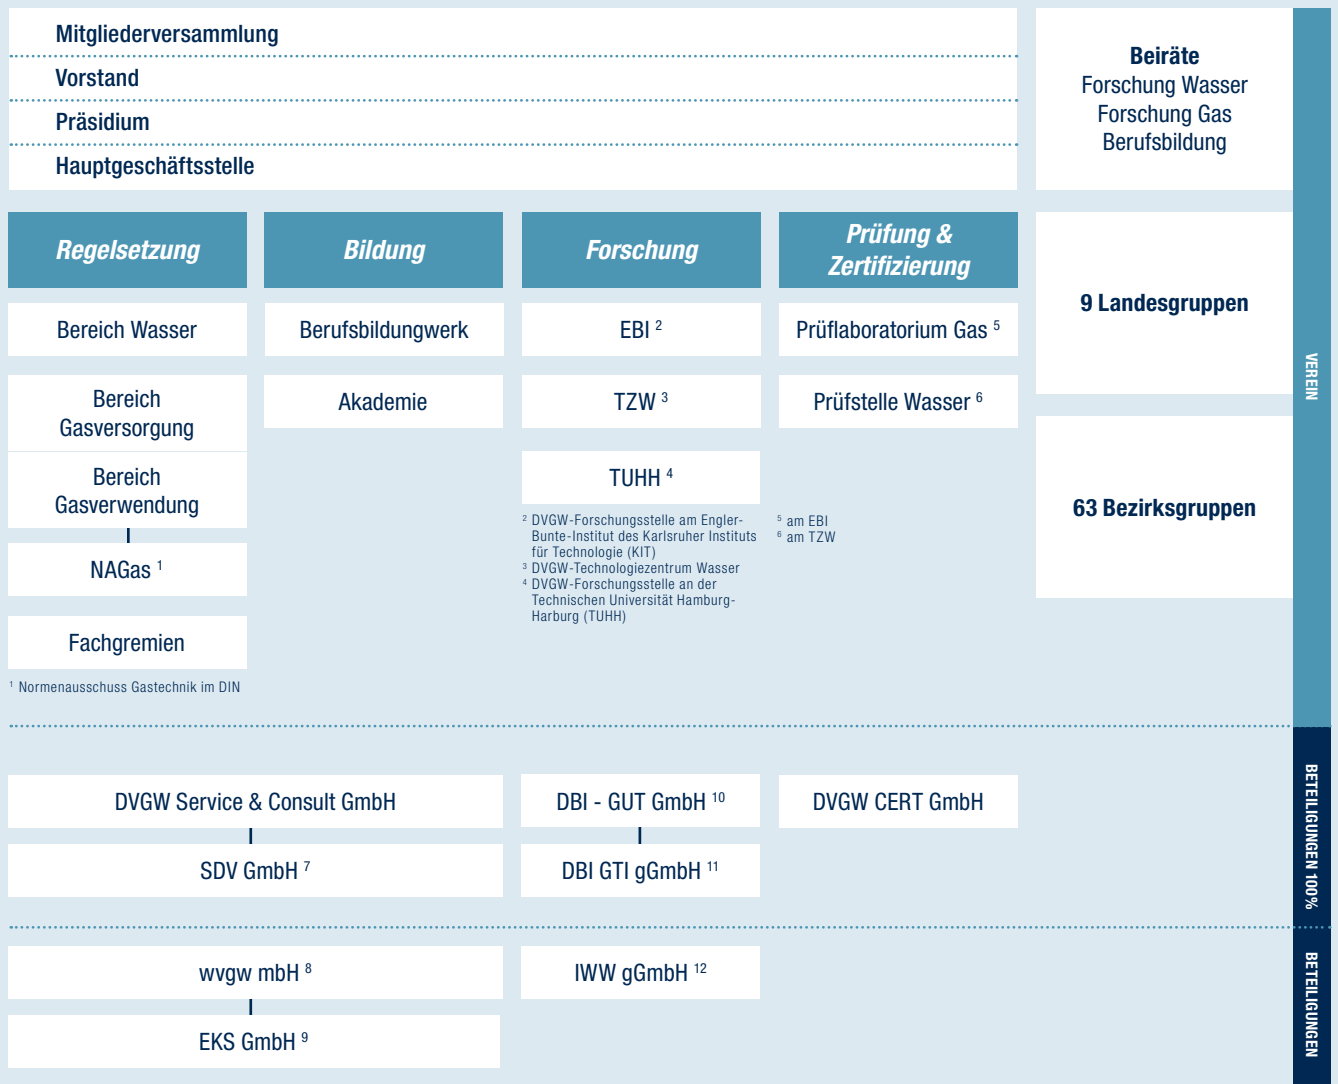 Mitgliederversammlung
Vorstand
Präsidium
Hauptgeschäftsstelle
Beiräte
Forschung Wasser
Forschung Gas
Berufsbildung
Regelsetzung
Bereich Wasser
Bereich
Gasversorgung
Bereich
Gasverwendung
NAGas 1
Fachgremien
1 Normenausschuss Gastechnik im DIN
Bildung
Berufsbildungwerk
Akademie
Forschung
EBI 2
TZW 3
TUHH 4
2 DVGW-Forschungsstelle am Engler-
Bunte-Institut des Karlsruher Instituts
für Technologie (KIT)
3 DVGW-Technologiezentrum Wasser
4 DVGW-Forschungsstelle an der
Technischen Universität Hamburg-
Harburg (TUHH)
Prüfung &
Zertifizierung
Prüflaboratorium Gas 5
Prüfstelle Wasser 6
5 am EBI
6 am TZW
9 Landesgruppen
63 Bezirksgruppen
VEREIN
DVGW Service & Consult GmbH
SDV GmbH 7
DBI - GUT GmbH 10
DBI GTI gGmbH 11
DVGW CERT GmbH
BETEILIGUNGEN 100%
wvgw mbH 8
EKS GmbH 9
IWW gGmbH 12
BETEILIGUNGEN